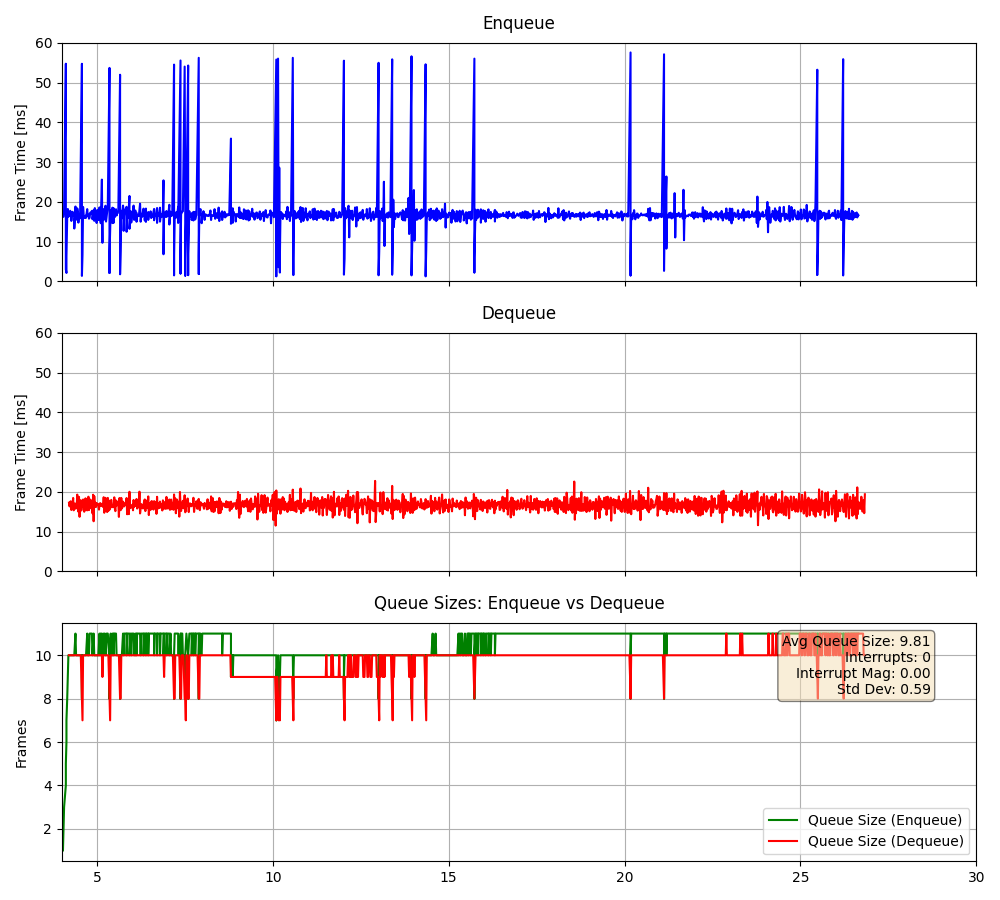 Enqueue
Frame Time [ms]
60
50
40
30
20
10
0
Dequeue
Frame Time [ms]
60
50
40
30
20
10
0
Queue Sizes: Enqueue vs Dequeue
Frames
10
8
6
4
2
Avg Queue Size: 9.81
Interrupts: 0
Interrupt Mag: 0.00
Std Dev: 0.59
Queue Size (Enqueue)
Queue Size (Dequeue)
5 10 15 20 25 30